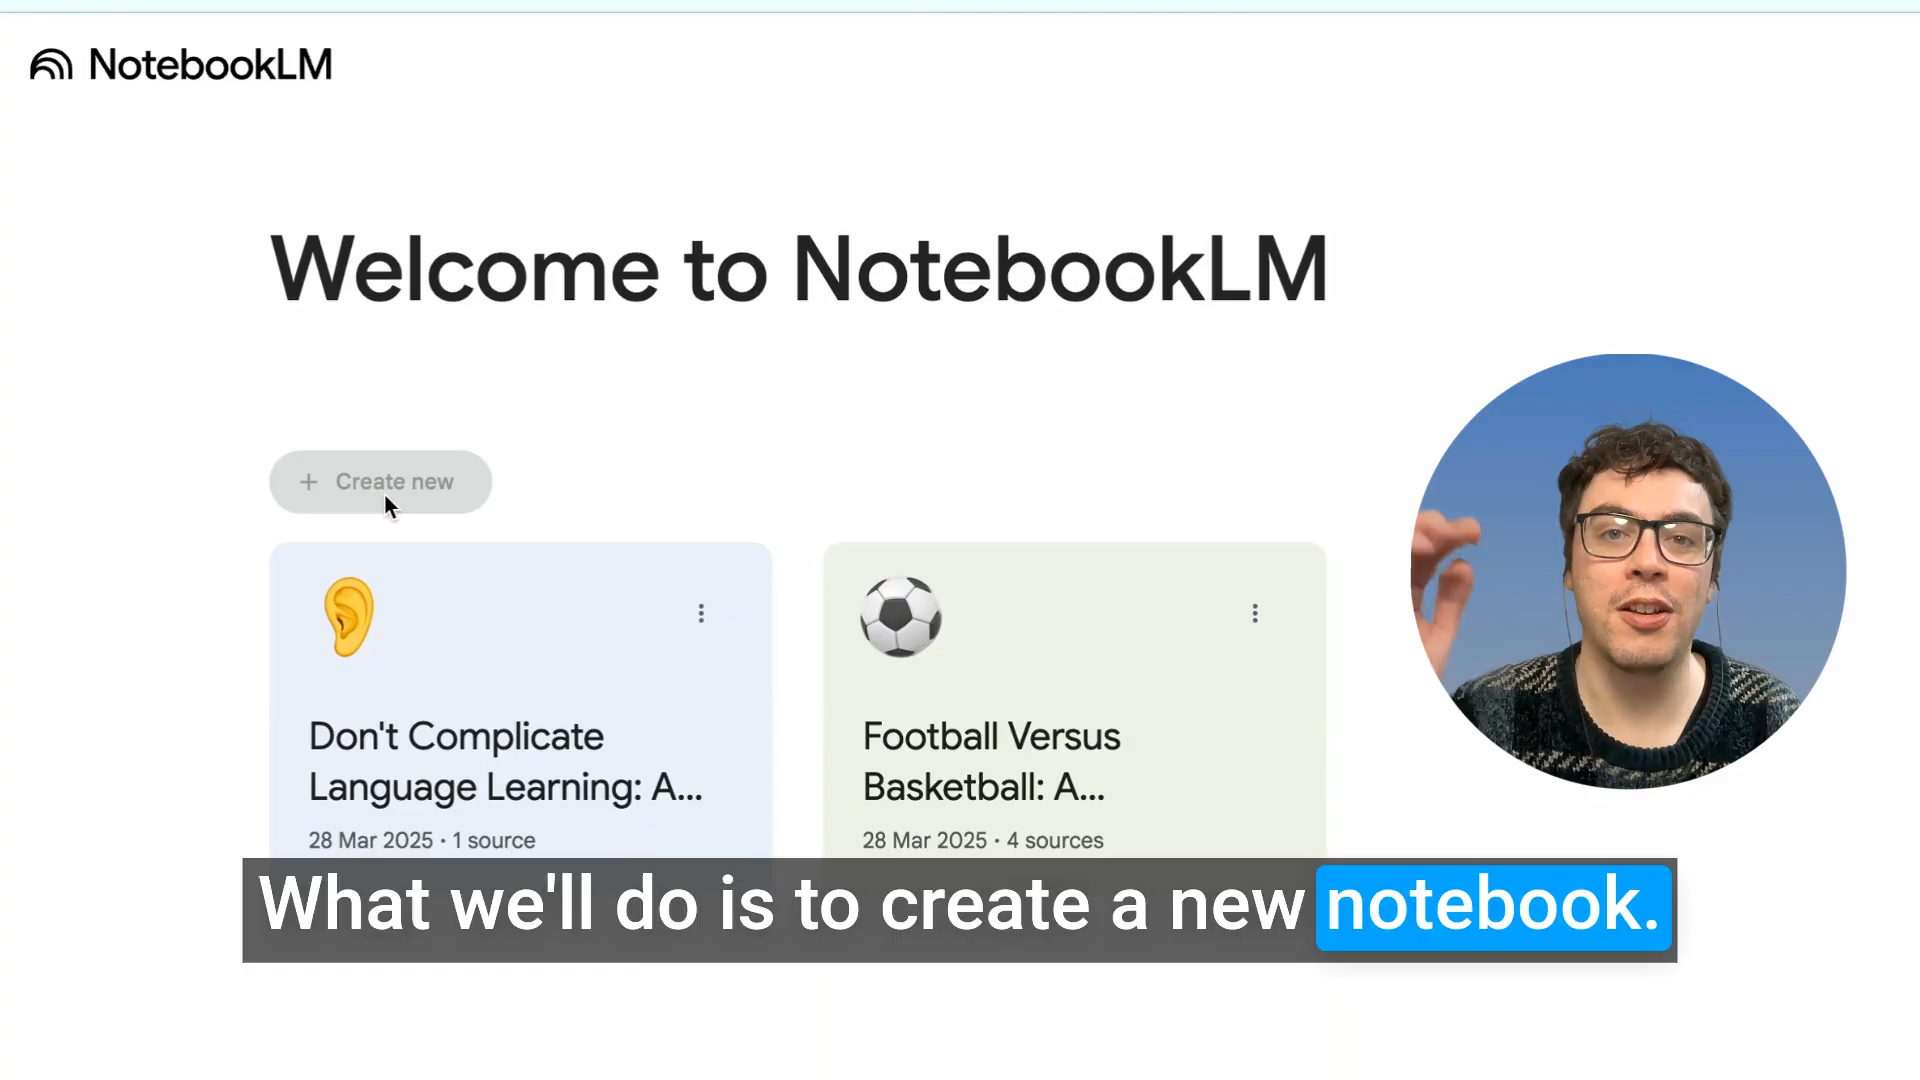 NotebookLM
Welcome to NotebookLM
+ Create new
Don't Complicate
Language Learning: A...
28 Mar 2025 · 1 source
Football Versus
Basketball: A...
28 Mar 2025 · 4 sources
What we'll do is to create a new notebook.